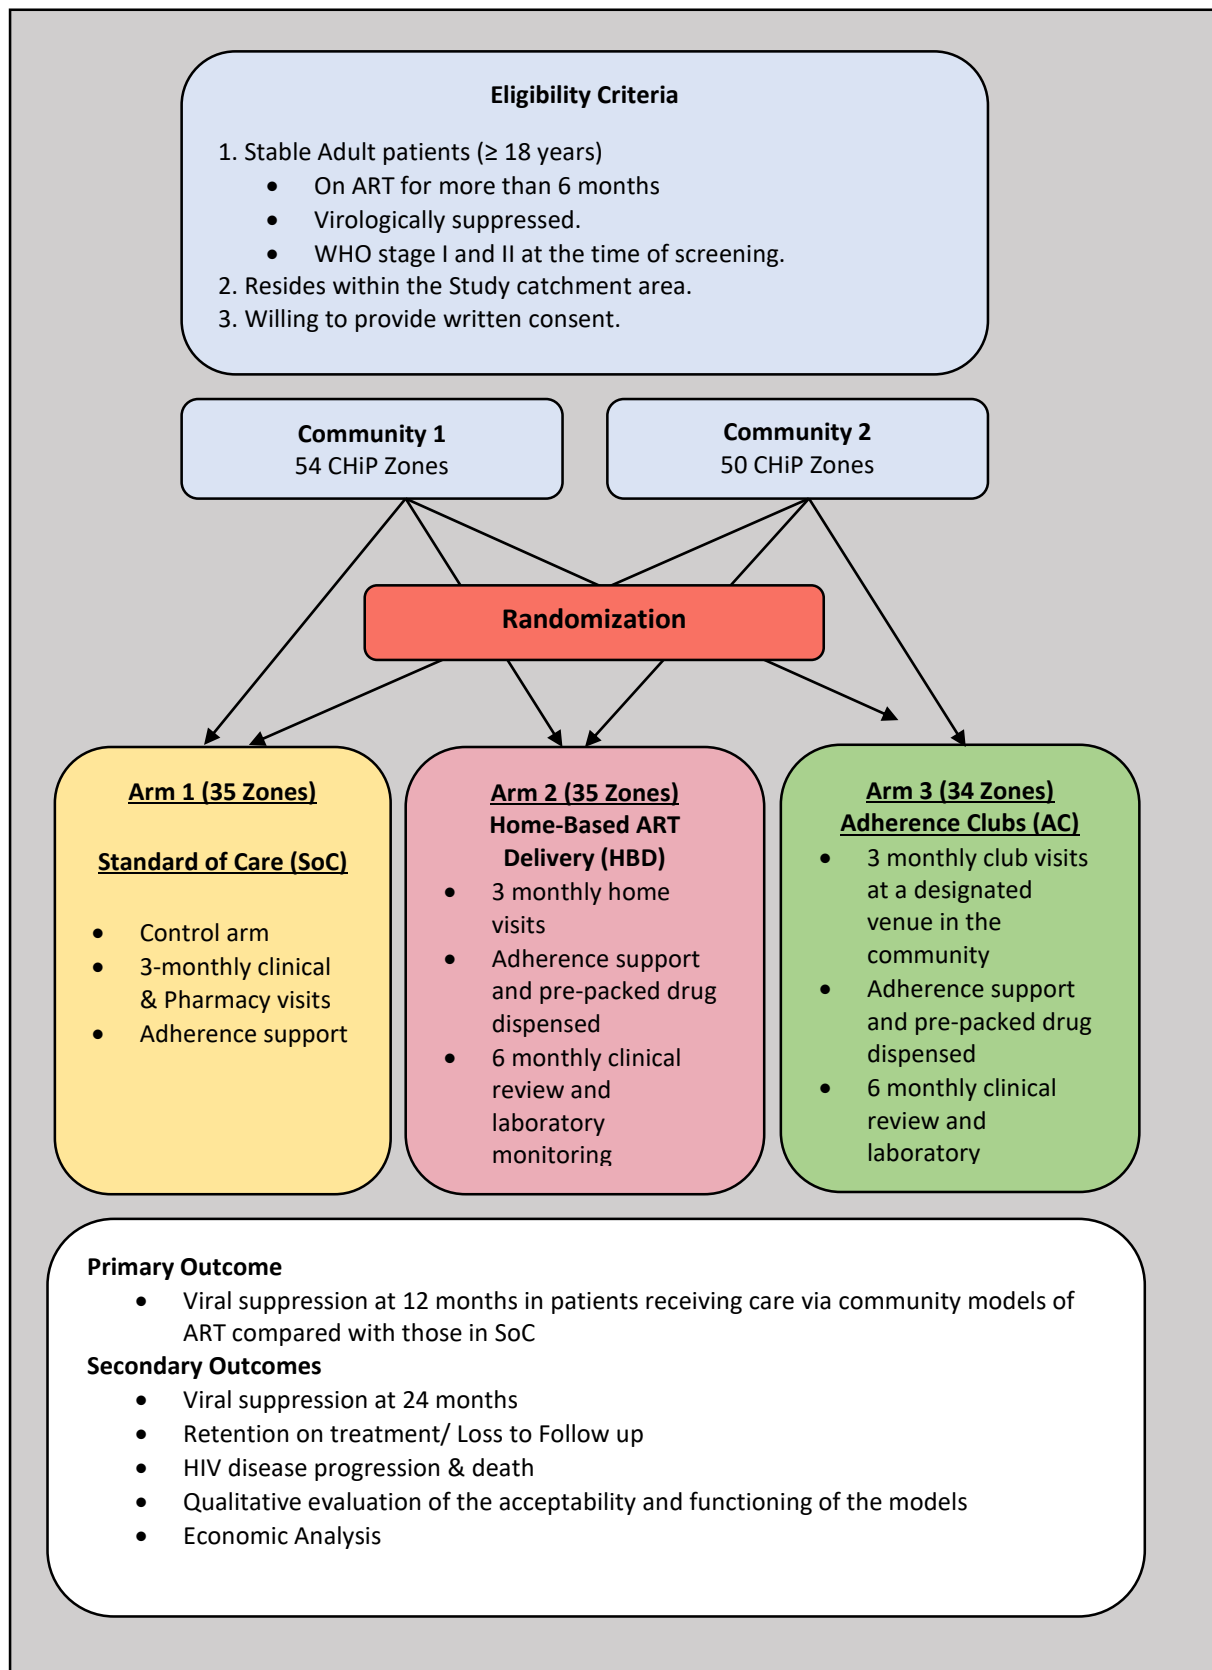 Eligibility Criteria
1. Stable Adult patients (≥ 18 years)
• On ART for more than 6 months
• Virologically suppressed.
• WHO stage I and II at the time of screening.
2. Resides within the Study catchment area.
3. Willing to provide written consent.
Community 1
54 CHiP Zones
Community 2
50 CHiP Zones
Randomization
Arm 1 (35 Zones)
Standard of Care (SoC)
• Control arm
• 3-monthly clinical
& Pharmacy visits
• Adherence support
Arm 2 (35 Zones)
Home-Based ART
Delivery (HBD)
• 3 monthly home
visits
• Adherence support
and pre-packed drug
dispensed
• 6 monthly clinical
review and
laboratory
monitoring
Arm 3 (34 Zones)
Adherence Clubs (AC)
• 3 monthly club visits
at a designated
venue in the
community
• Adherence support
and pre-packed drug
dispensed
• 6 monthly clinical
review and
laboratory
Primary Outcome
• Viral suppression at 12 months in patients receiving care via community models of
ART compared with those in SoC
Secondary Outcomes
• Viral suppression at 24 months
• Retention on treatment/ Loss to Follow up
• HIV disease progression & death
• Qualitative evaluation of the acceptability and functioning of the models
• Economic Analysis